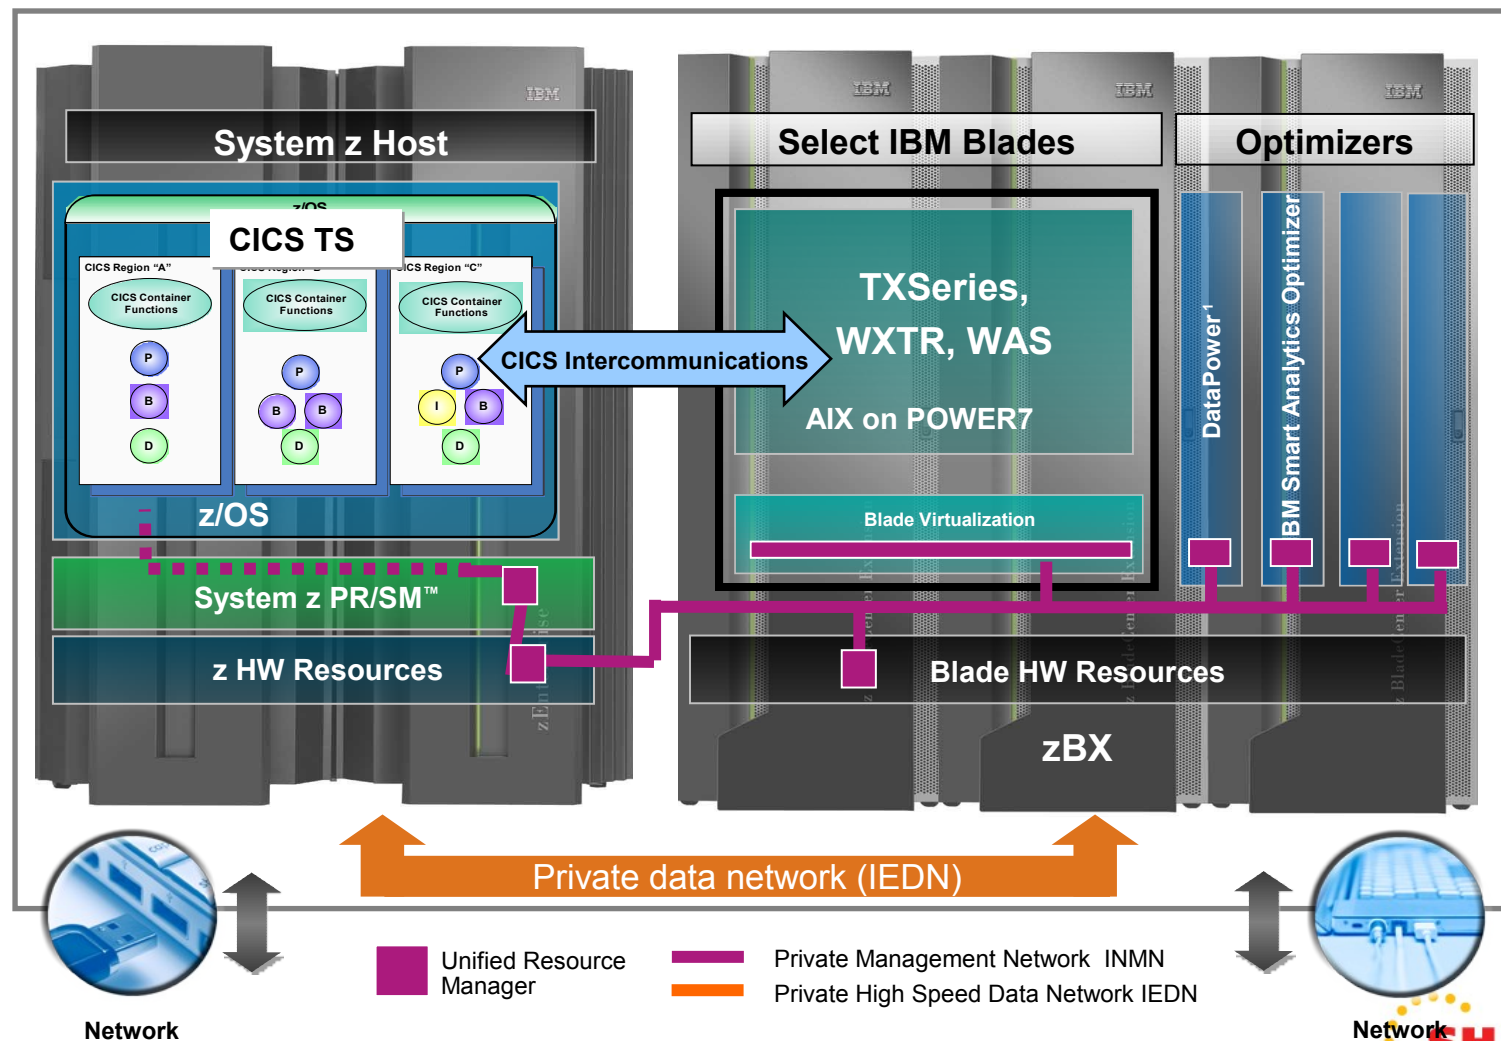 IBM
IBM
IBM
IBM
System z Host
Select IBM Blades
Optimizers
z/OS
CICS TS
CICS Region “A”
CICS Region “C”
CICS Container
Functions
CICS Container
Functions
CICS Container
Functions
P
B
D
P
B
B
D
P
I
B
D
z/OS
CICS Intercommunications
TXSeries,
WXTR, WAS
AIX on POWER7
Blade Virtualization
DataPower1
IBM Smart Analytics Optimizer
System z PR/SM™
z HW Resources
Blade HW Resources
z BladeCenter Extension
zBX
Private data network (IEDN)
Unified Resource
Manager
Private Management Network INMN
Private High Speed Data Network IEDN
Network
Network